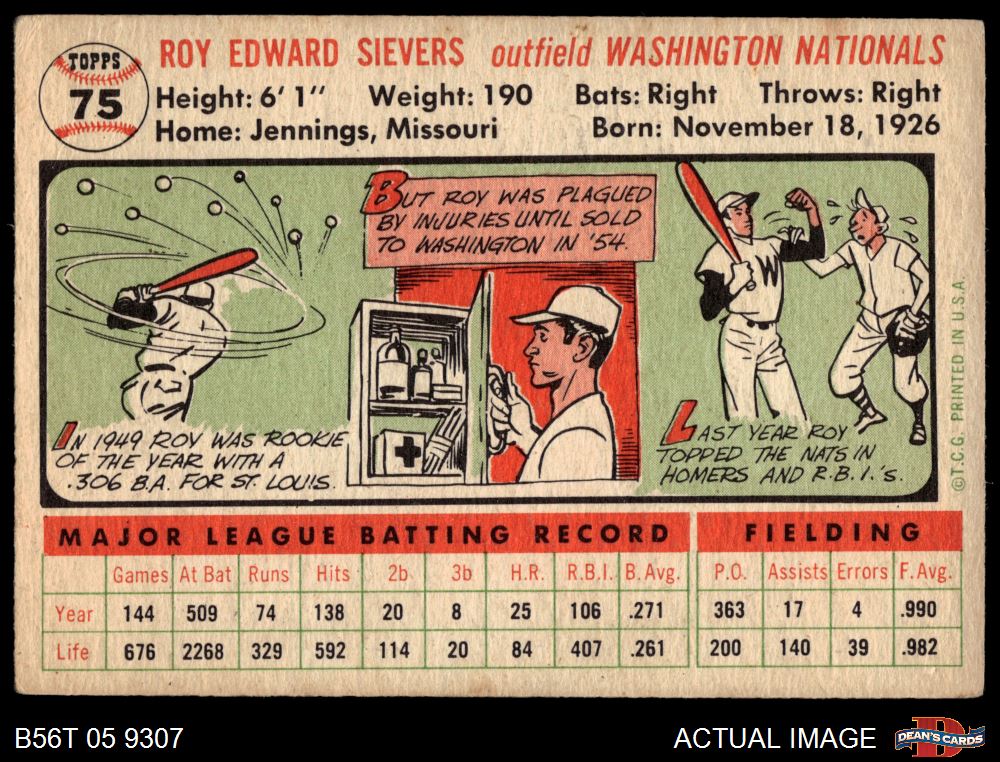 TOPPS
75
ROY EDWARD SIEVERS outfield WASHINGTON NATIONALS
Height: 6' 1" Weight: 190 Bats: Right Throws: Right
Home: Jennings, Missouri Born: November 18, 1926
IN 1949 ROY WAS ROOKIE
OF THE YEAR WITH A
.306 B.A. FOR ST. LOUIS.
BUT ROY WAS PLAGUED
BY INJURIES UNTIL SOLD
TO WASHINGTON IN '54.
W
LAST YEAR ROY
TOPPED THE NATS IN
HOMERS AND R.B.I.'s.
©T.C.G. PRINTED IN U.S.A.
MAJOR LEAGUE BATTING RECORD FIELDING
Games At Bat Runs Hits 2b 3b H.R. R.B.I. B. Avg. P.O. Assists Errors F. Avg.
Year 144 509 74 138 20 8 25 106 .271 363 17 4 .990
Life 676 2268 329 592 114 20 84 407 .261 200 140 39 .982
B56T 05 9307 ACTUAL IMAGE DEAN'S CARDS